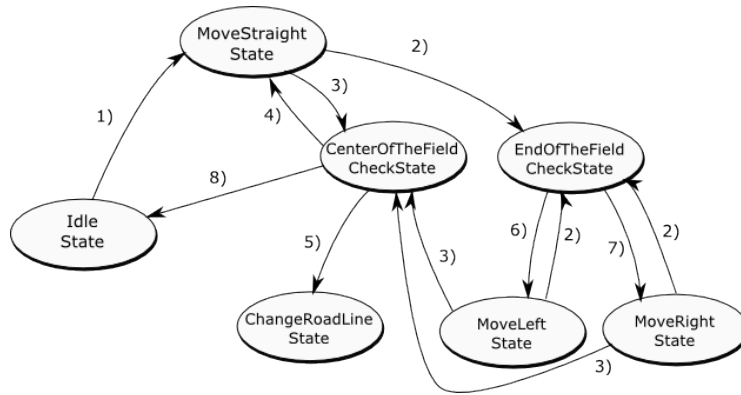 MoveStraight
State
2)
3)
1)
4)
CenterOfTheField
CheckState
EndOfTheField
CheckState
8)
Idle
State
5)
3)
6)
2)
7)
2)
ChangeRoadLine
State
MoveLeft
State
MoveRight
State
3)